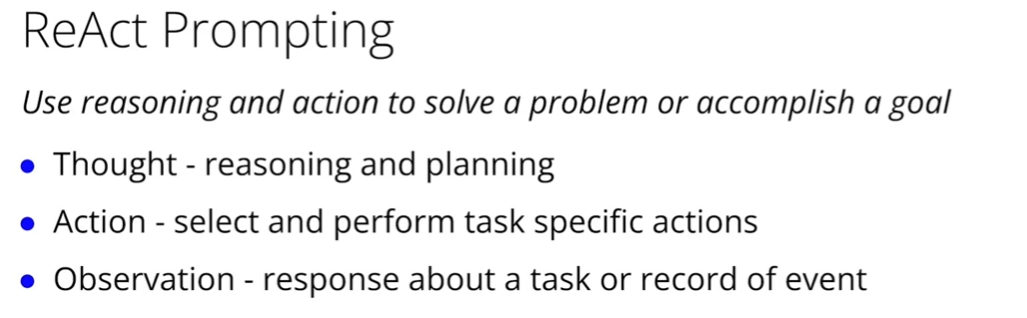 ReAct Prompting
Use reasoning and action to solve a problem or accomplish a goal
• Thought - reasoning and planning
• Action - select and perform task specific actions
• Observation - response about a task or record of event